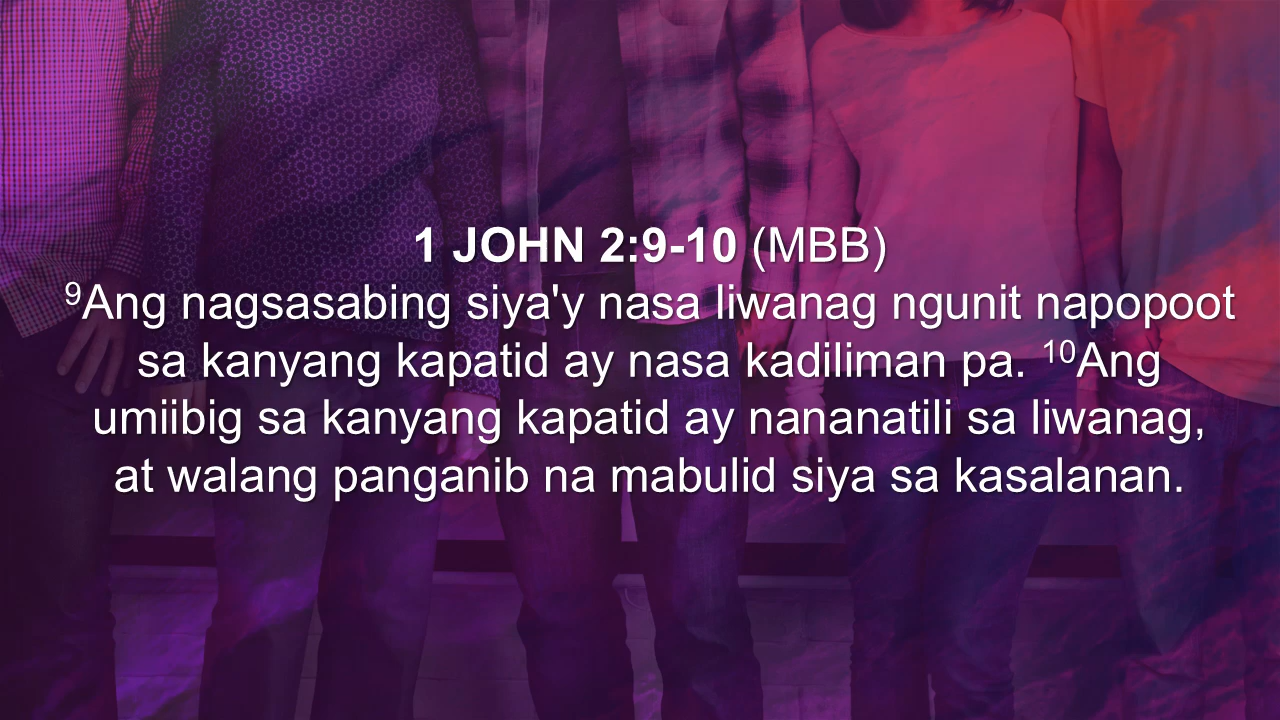 1 JOHN 2:9-10 (MBB)
⁹Ang nagsasabing siya'y nasa liwanag ngunit napopoot
sa kanyang kapatid ay nasa kadiliman pa. ¹⁰Ang
umiibig sa kanyang kapatid ay nananatili sa liwanag,
at walang panganib na mabulid siya sa kasalanan.